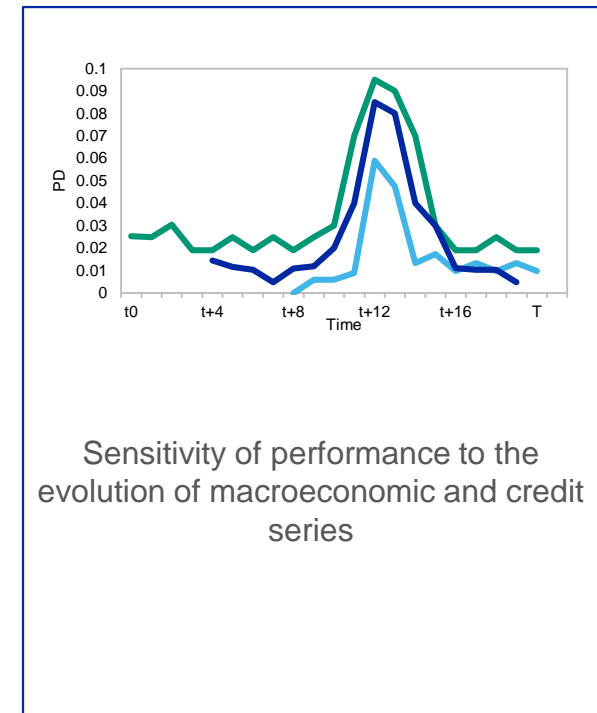 0.1
0.09
0.08
0.07
0.06
0.05
0.04
0.03
0.02
0.01
0
PD
t0 t+4 t+8 t+12 t+16 T
Time
Sensitivity of performance to the
evolution of macroeconomic and credit
series